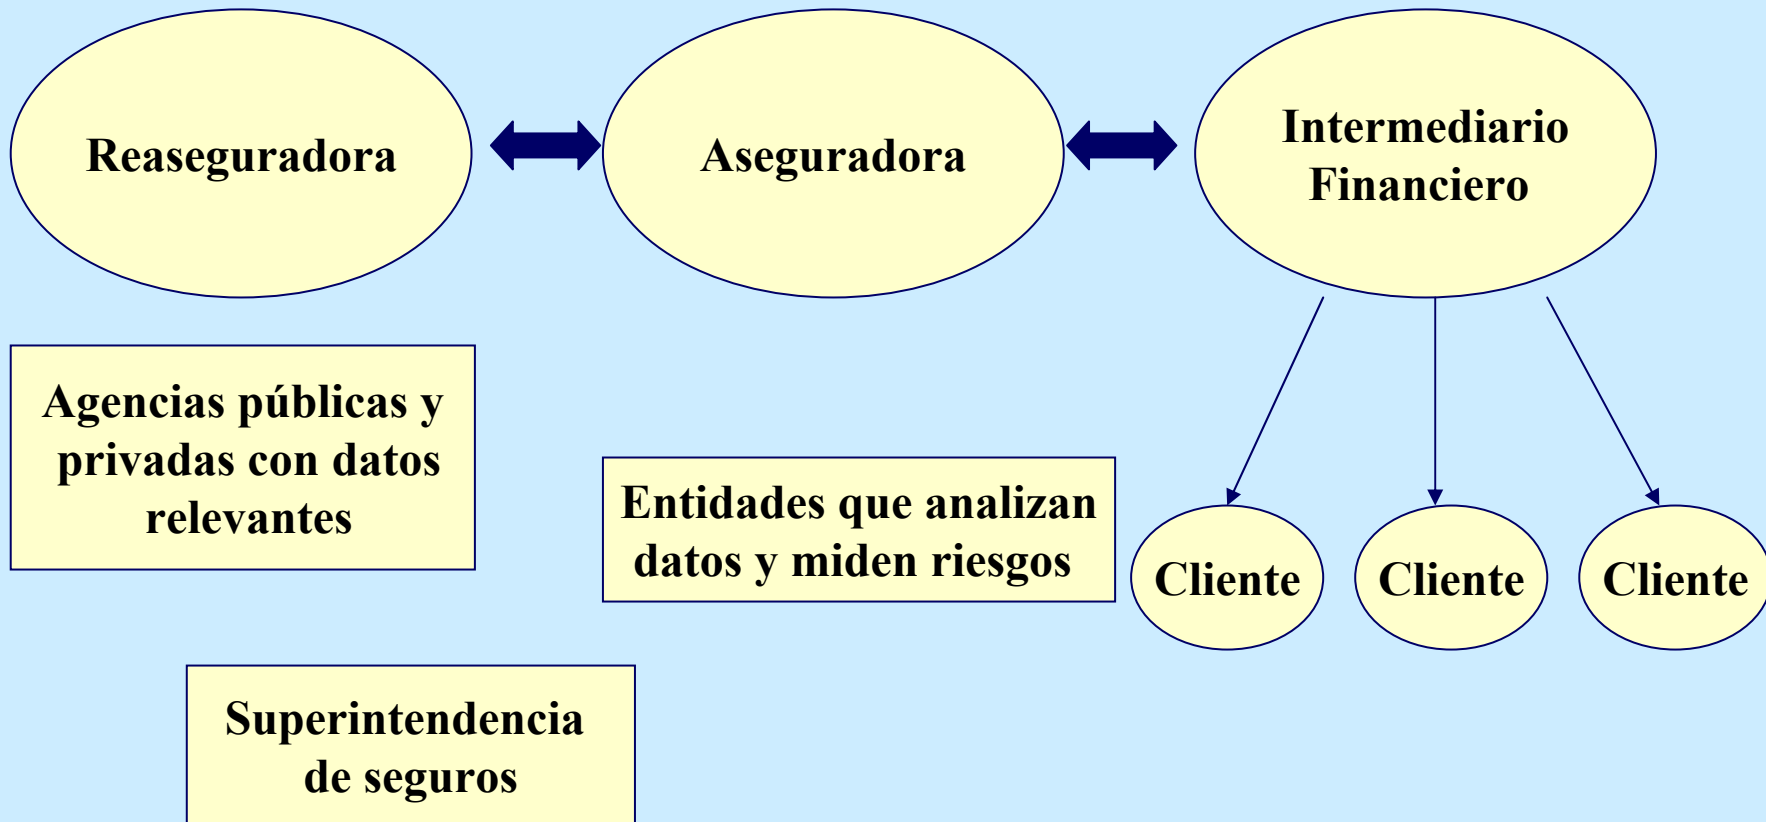 Reaseguradora
Aseguradora
Intermediario
Financiero
Agencias públicas y
privadas con datos
relevantes
Entidades que analizan
datos y miden riesgos
Cliente
Cliente
Cliente
Superintendencia
de seguros